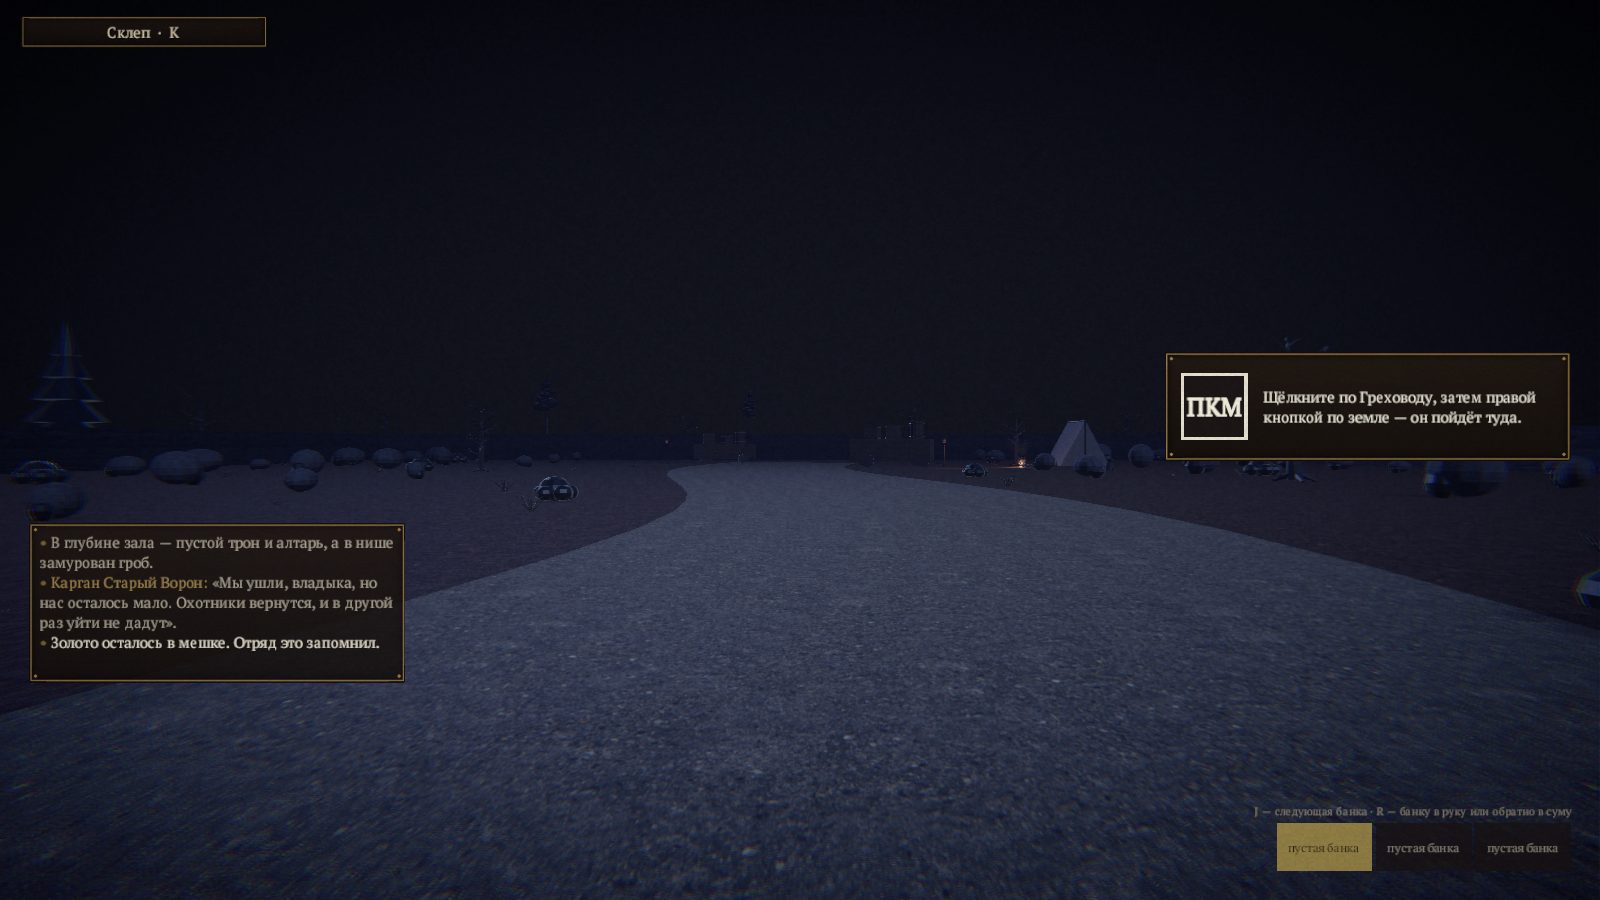 Склеп · К
ПКМ
Щёлкните по Греховоду, затем правой
кнопкой по земле — он пойдёт туда.
• В глубине зала — пустой трон и алтарь, а в нише
замурован гроб.
• Карган Старый Ворон: «Мы ушли, владыка, но
нас осталось мало. Охотники вернутся, и в другой
раз уйти не дадут».
• Золото осталось в мешке. Отряд это запомнил.
J — следующая банка · R — банку в руку или обратно в суму
пустая банка
пустая банка
пустая банка